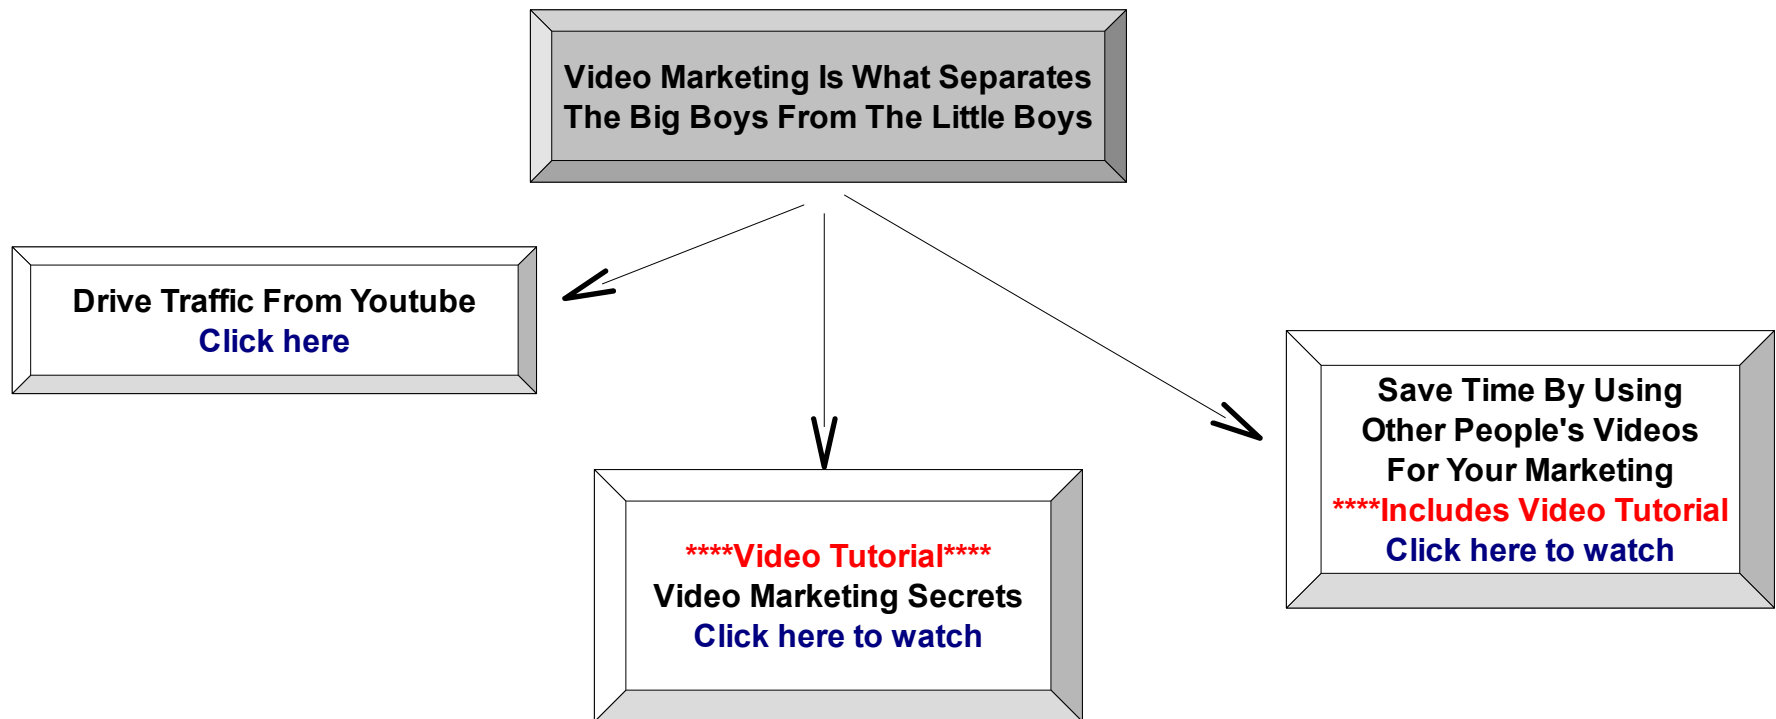 Video Marketing Is What Separates
The Big Boys From The Little Boys
Drive Traffic From Youtube
Click here
****Video Tutorial****
Video Marketing Secrets
Click here to watch
Save Time By Using
Other People's Videos
For Your Marketing
****Includes Video Tutorial
Click here to watch